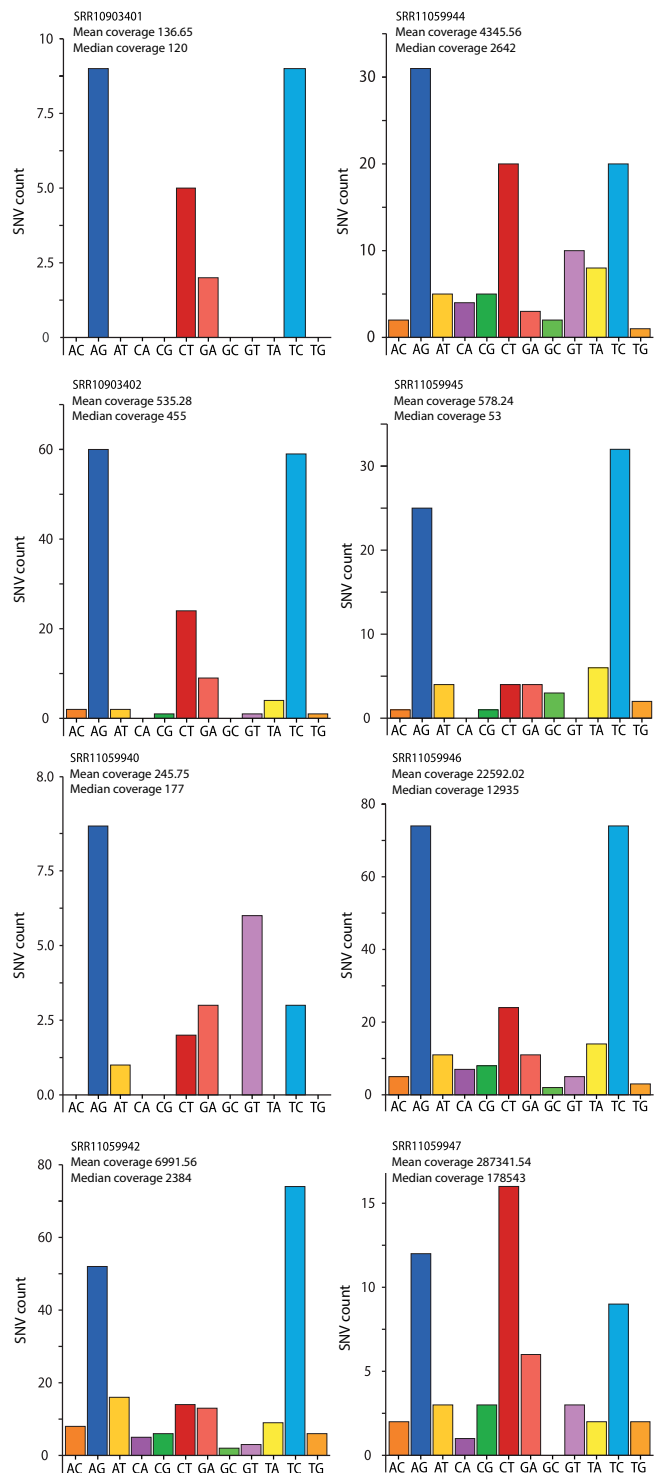 SRR10903401
Mean coverage 136.65
Median coverage 120
10
7.5
5.0
2.5
0
SNV count
AC AG AT CA CG CT GA GC GT TA TC TG
SRR11059944
Mean coverage 4345.56
Median coverage 2642
30
20
10
0
SNV count
AC AG AT CA CG CT GA GC GT TA TC TG
SRR10903402
Mean coverage 535.28
Median coverage 455
60
40
20
0
SNV count
AC AG AT CA CG CT GA GC GT TA TC TG
SRR11059945
Mean coverage 578.24
Median coverage 53
30
20
10
0
SNV count
AC AG AT CA CG CT GA GC GT TA TC TG
SRR11059940
Mean coverage 245.75
Median coverage 177
8.0
7.5
5.0
2.5
0.0
SNV count
AC AG AT CA CG CT GA GC GT TA TC TG
SRR11059946
Mean coverage 22592.02
Median coverage 12935
80
60
40
20
0
SNV count
AC AG AT CA CG CT GA GC GT TA TC TG
SRR11059942
Mean coverage 6991.56
Median coverage 2384
80
60
40
20
0
SNV count
AC AG AT CA CG CT GA GC GT TA TC TG
SRR11059947
Mean coverage 287341.54
Median coverage 178543
15
10
5
0
SNV count
AC AG AT CA CG CT GA GC GT TA TC TG